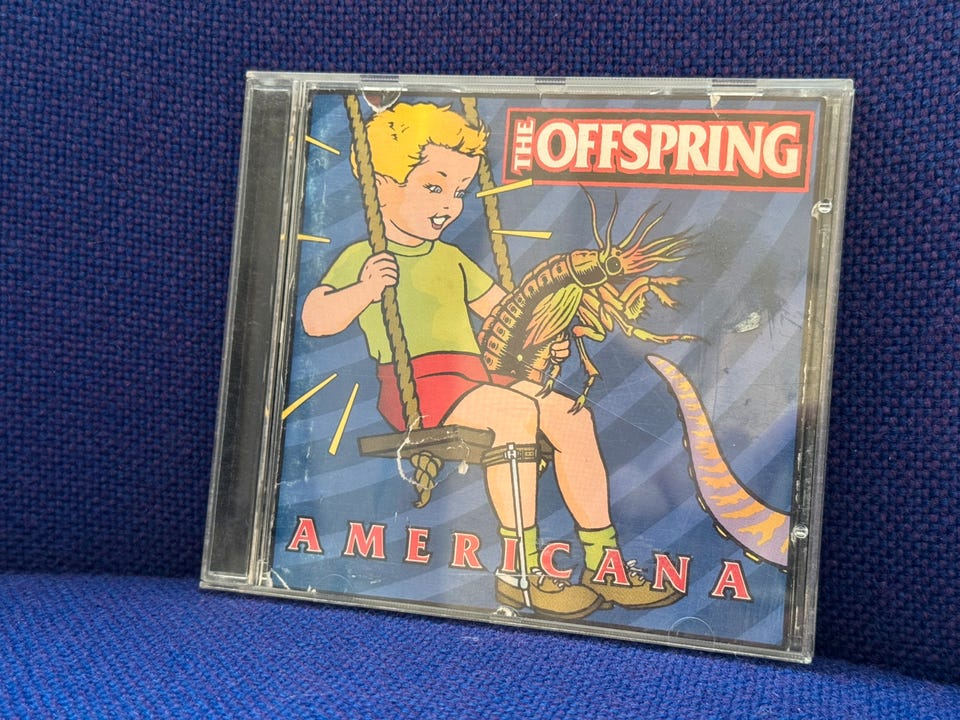 THE OFFSPRING
AMERICANA